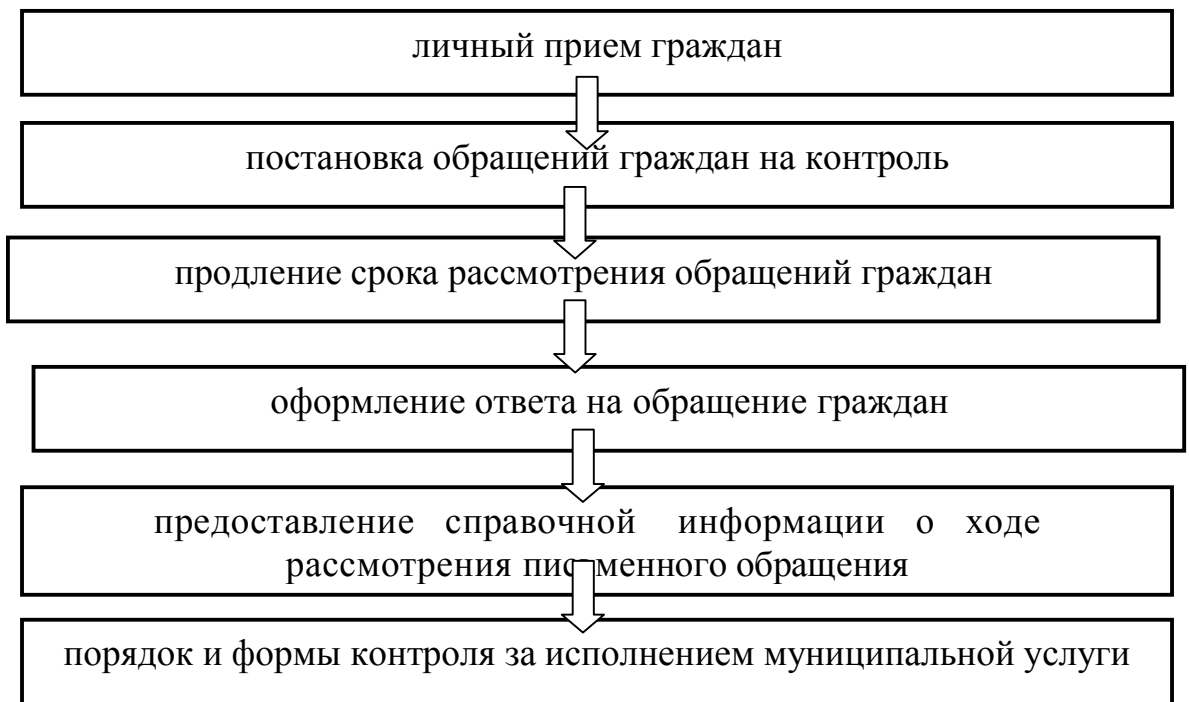 личный прием граждан
постановка обращений граждан на контроль
продление срока рассмотрения обращений граждан
оформление ответа на обращение граждан
предоставление справочной информации о ходе
рассмотрения письменного обращения
порядок и формы контроля за исполнением муниципальной услуги